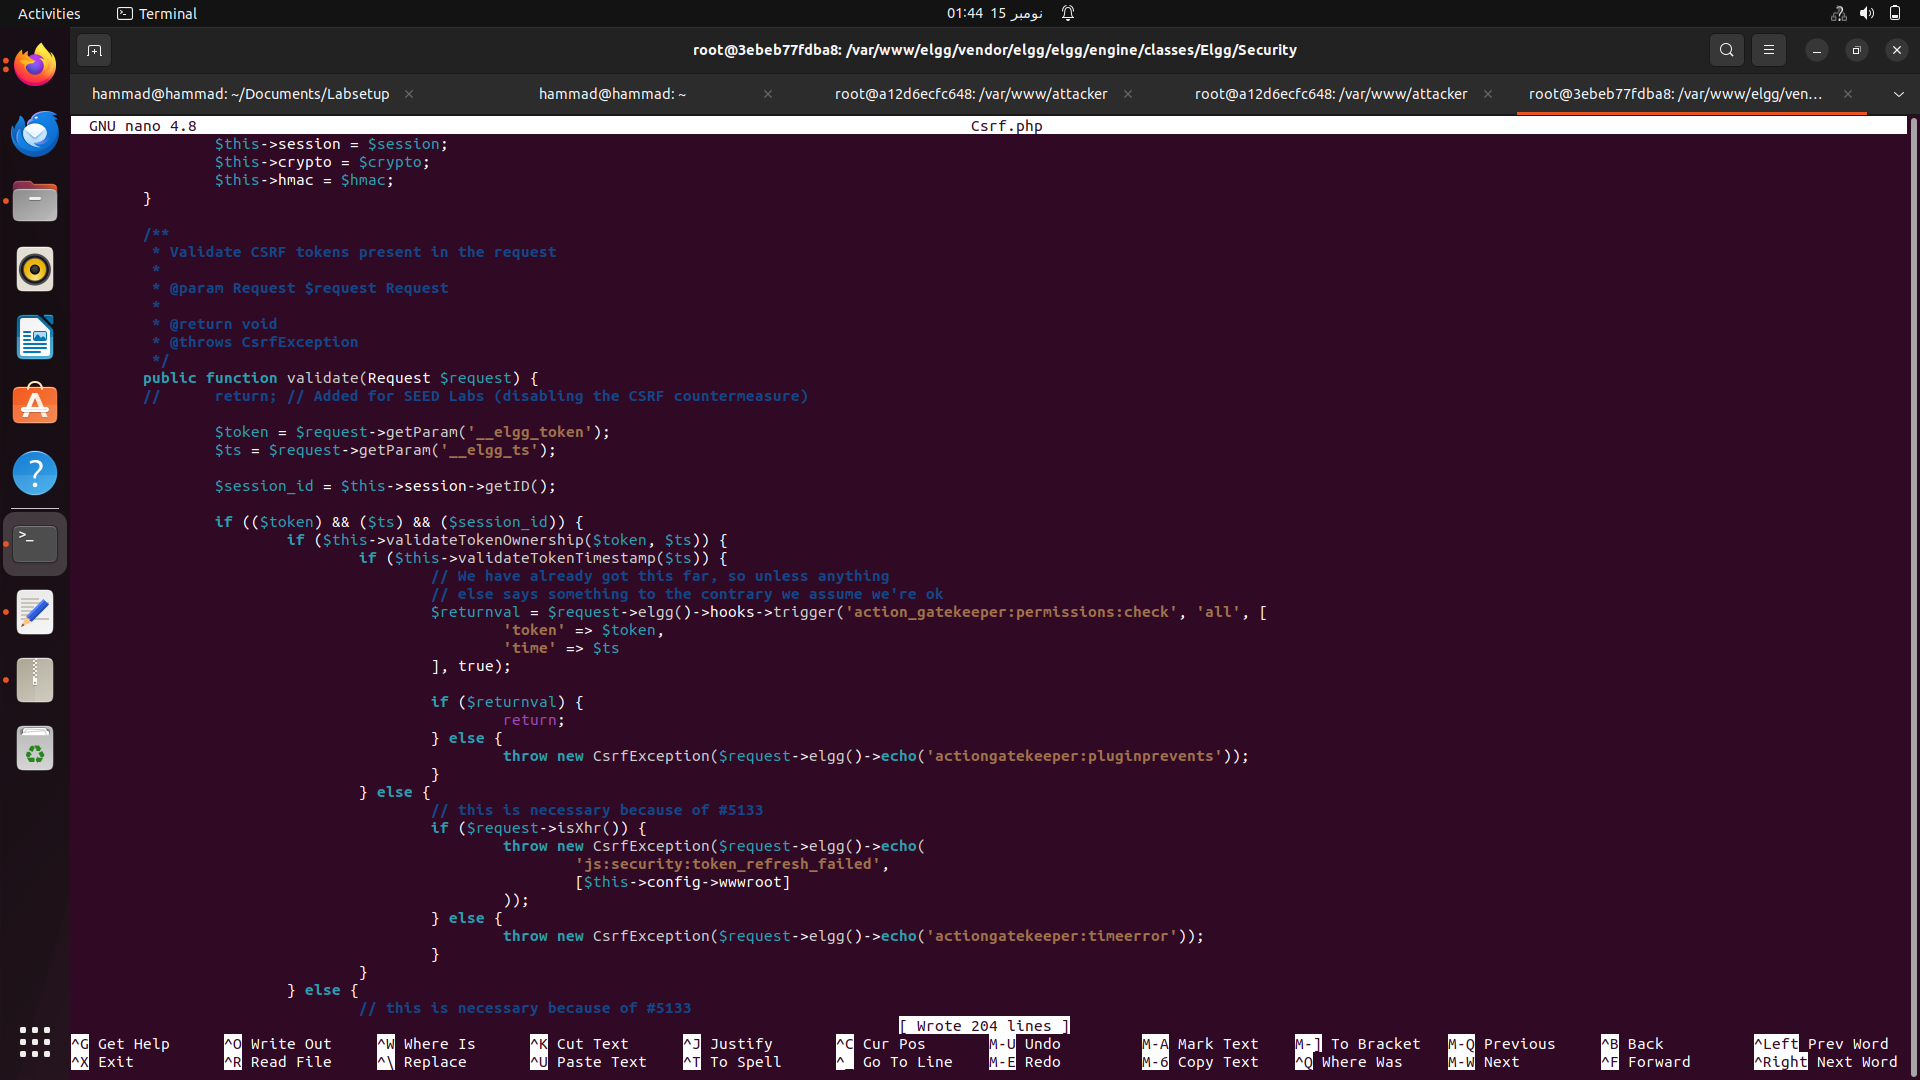 Activities
Terminal
نومبر 15  01:44
root@3ebeb77fdba8: /var/www/elgg/vendor/elgg/elgg/engine/classes/Elgg/Security
hammad@hammad: ~/Documents/Labsetup
hammad@hammad: ~
root@a12d6ecfc648: /var/www/attacker
root@a12d6ecfc648: /var/www/attacker
root@3ebeb77fdba8: /var/www/elgg/ven...
GNU nano 4.8 Csrf.php
$this->session = $session;
$this->crypto = $crypto;
$this->hmac = $hmac;
}
/**
* Validate CSRF tokens present in the request
*
* @param Request $request Request
*
* @return void
* @throws CsrfException
*/
public function validate(Request $request) {
// return; // Added for SEED Labs (disabling the CSRF countermeasure)
$token = $request->getParam('__elgg_token');
$ts = $request->getParam('__elgg_ts');
$session_id = $this->session->getID();
if (($token) && ($ts) && ($session_id)) {
if ($this->validateTokenOwnership($token, $ts)) {
if ($this->validateTokenTimestamp($ts)) {
// We have already got this far, so unless anything
// else says something to the contrary we assume we're ok
$returnval = $request->elgg()->hooks->trigger('action_gatekeeper:permissions:check', 'all', [
'token' => $token,
'time' => $ts
], true);
if ($returnval) {
return;
} else {
throw new CsrfException($request->elgg()->echo('actiongatekeeper:pluginprevents'));
}
} else {
// this is necessary because of #5133
if ($request->isXhr()) {
throw new CsrfException($request->elgg()->echo(
'js:security:token_refresh_failed',
[$this->config->wwwroot]
));
} else {
throw new CsrfException($request->elgg()->echo('actiongatekeeper:timeerror'));
}
}
} else {
// this is necessary because of #5133
[ Wrote 204 lines ]
^G Get Help ^O Write Out ^W Where Is ^K Cut Text ^J Justify ^C Cur Pos M-U Undo M-A Mark Text M-] To Bracket M-Q Previous ^B Back ^Left Prev Word
^X Exit ^R Read File ^\ Replace ^U Paste Text ^T To Spell ^_ Go To Line M-E Redo M-6 Copy Text ^Q Where Was M-W Next ^F Forward ^Right Next Word